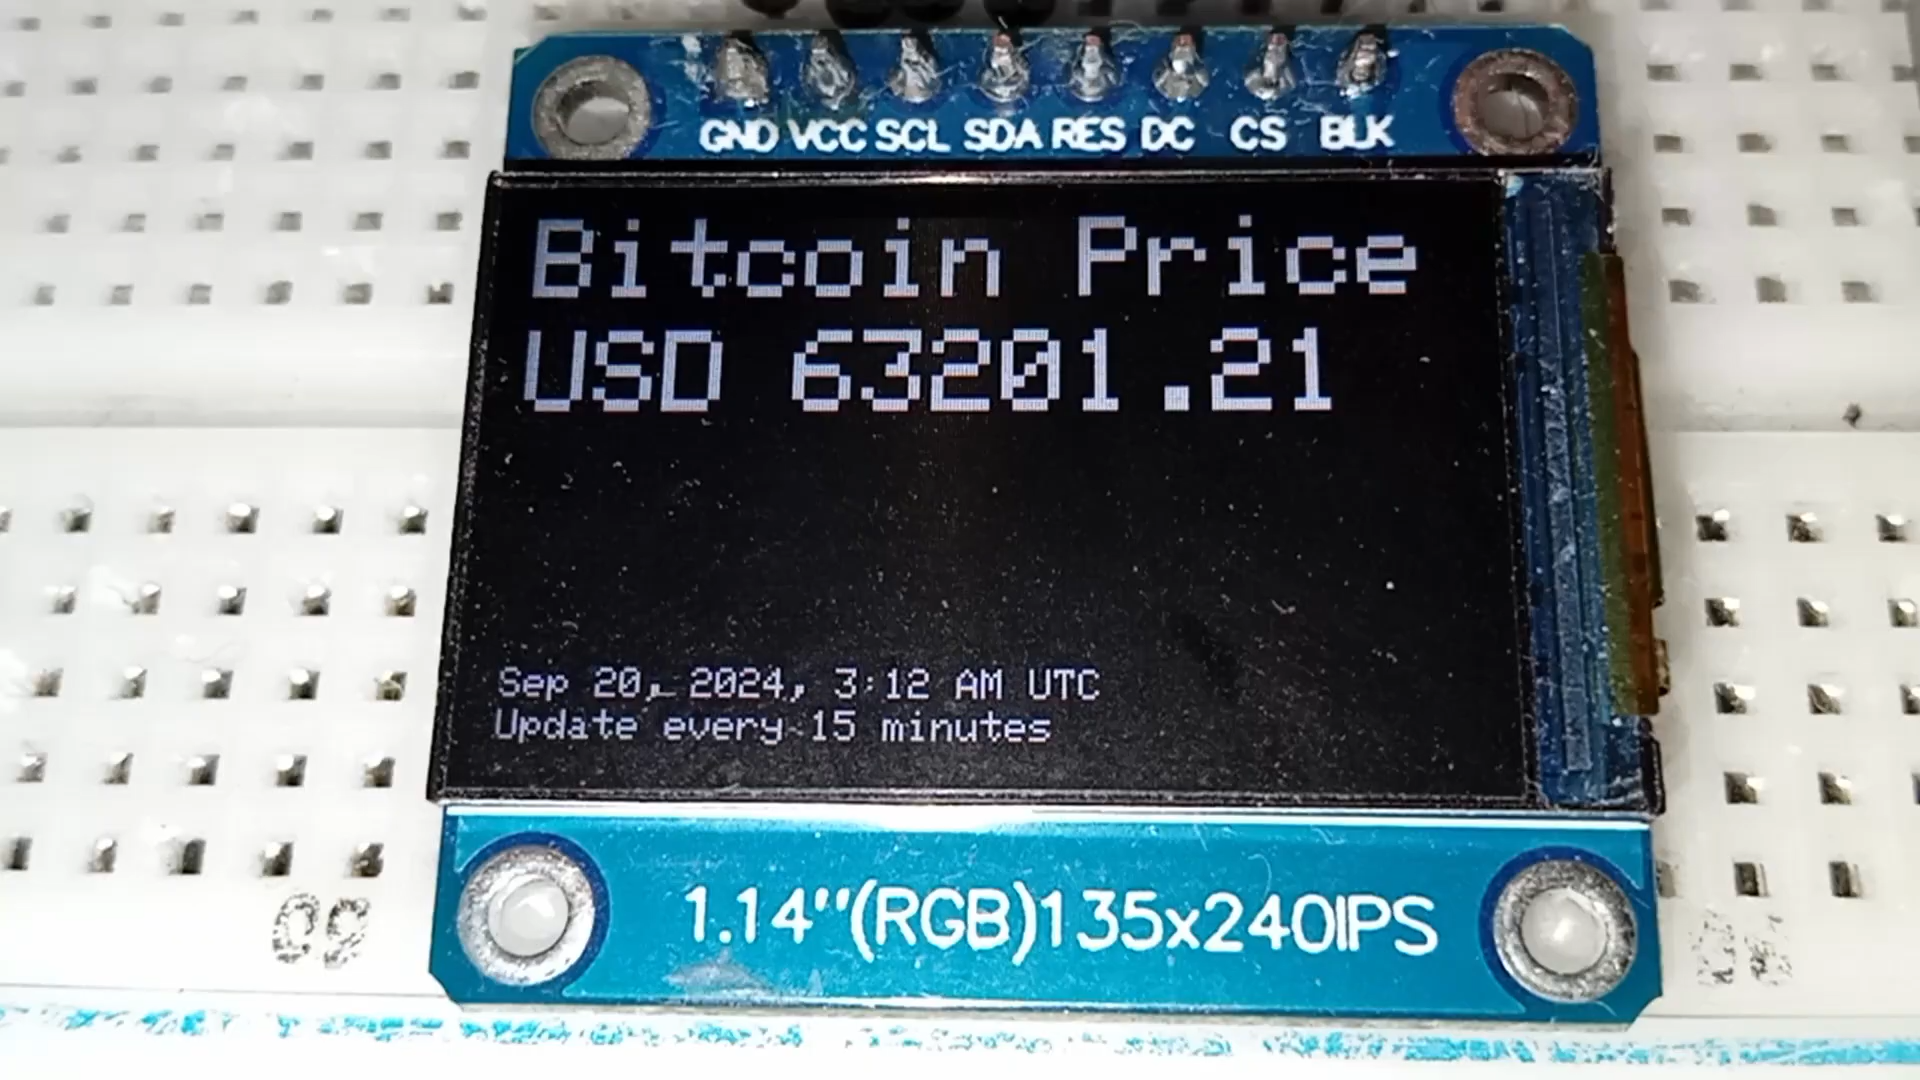 GND VCC SCL SDA RES DC CS BLK
Bitcoin Price
USD 63201.21
Sep 20, 2024, 3:12 AM UTC
Update every 15 minutes
1.14"(RGB)135x240IPS
60